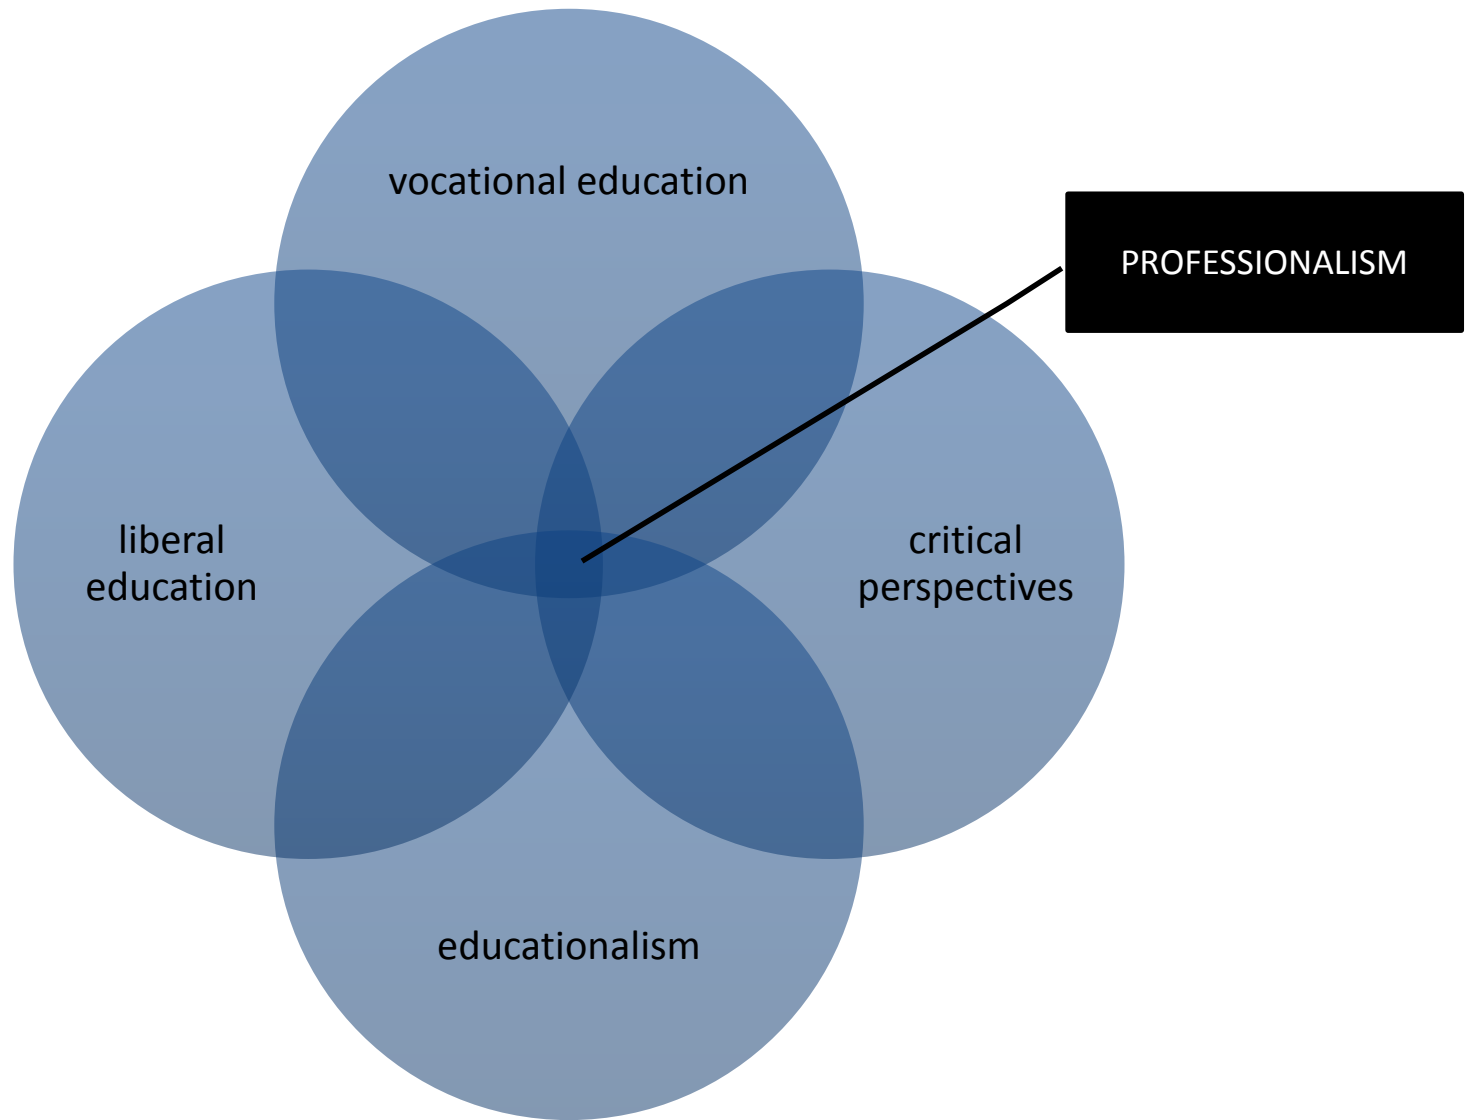 vocational education
PROFESSIONALISM
liberal
education
critical
perspectives
educationalism